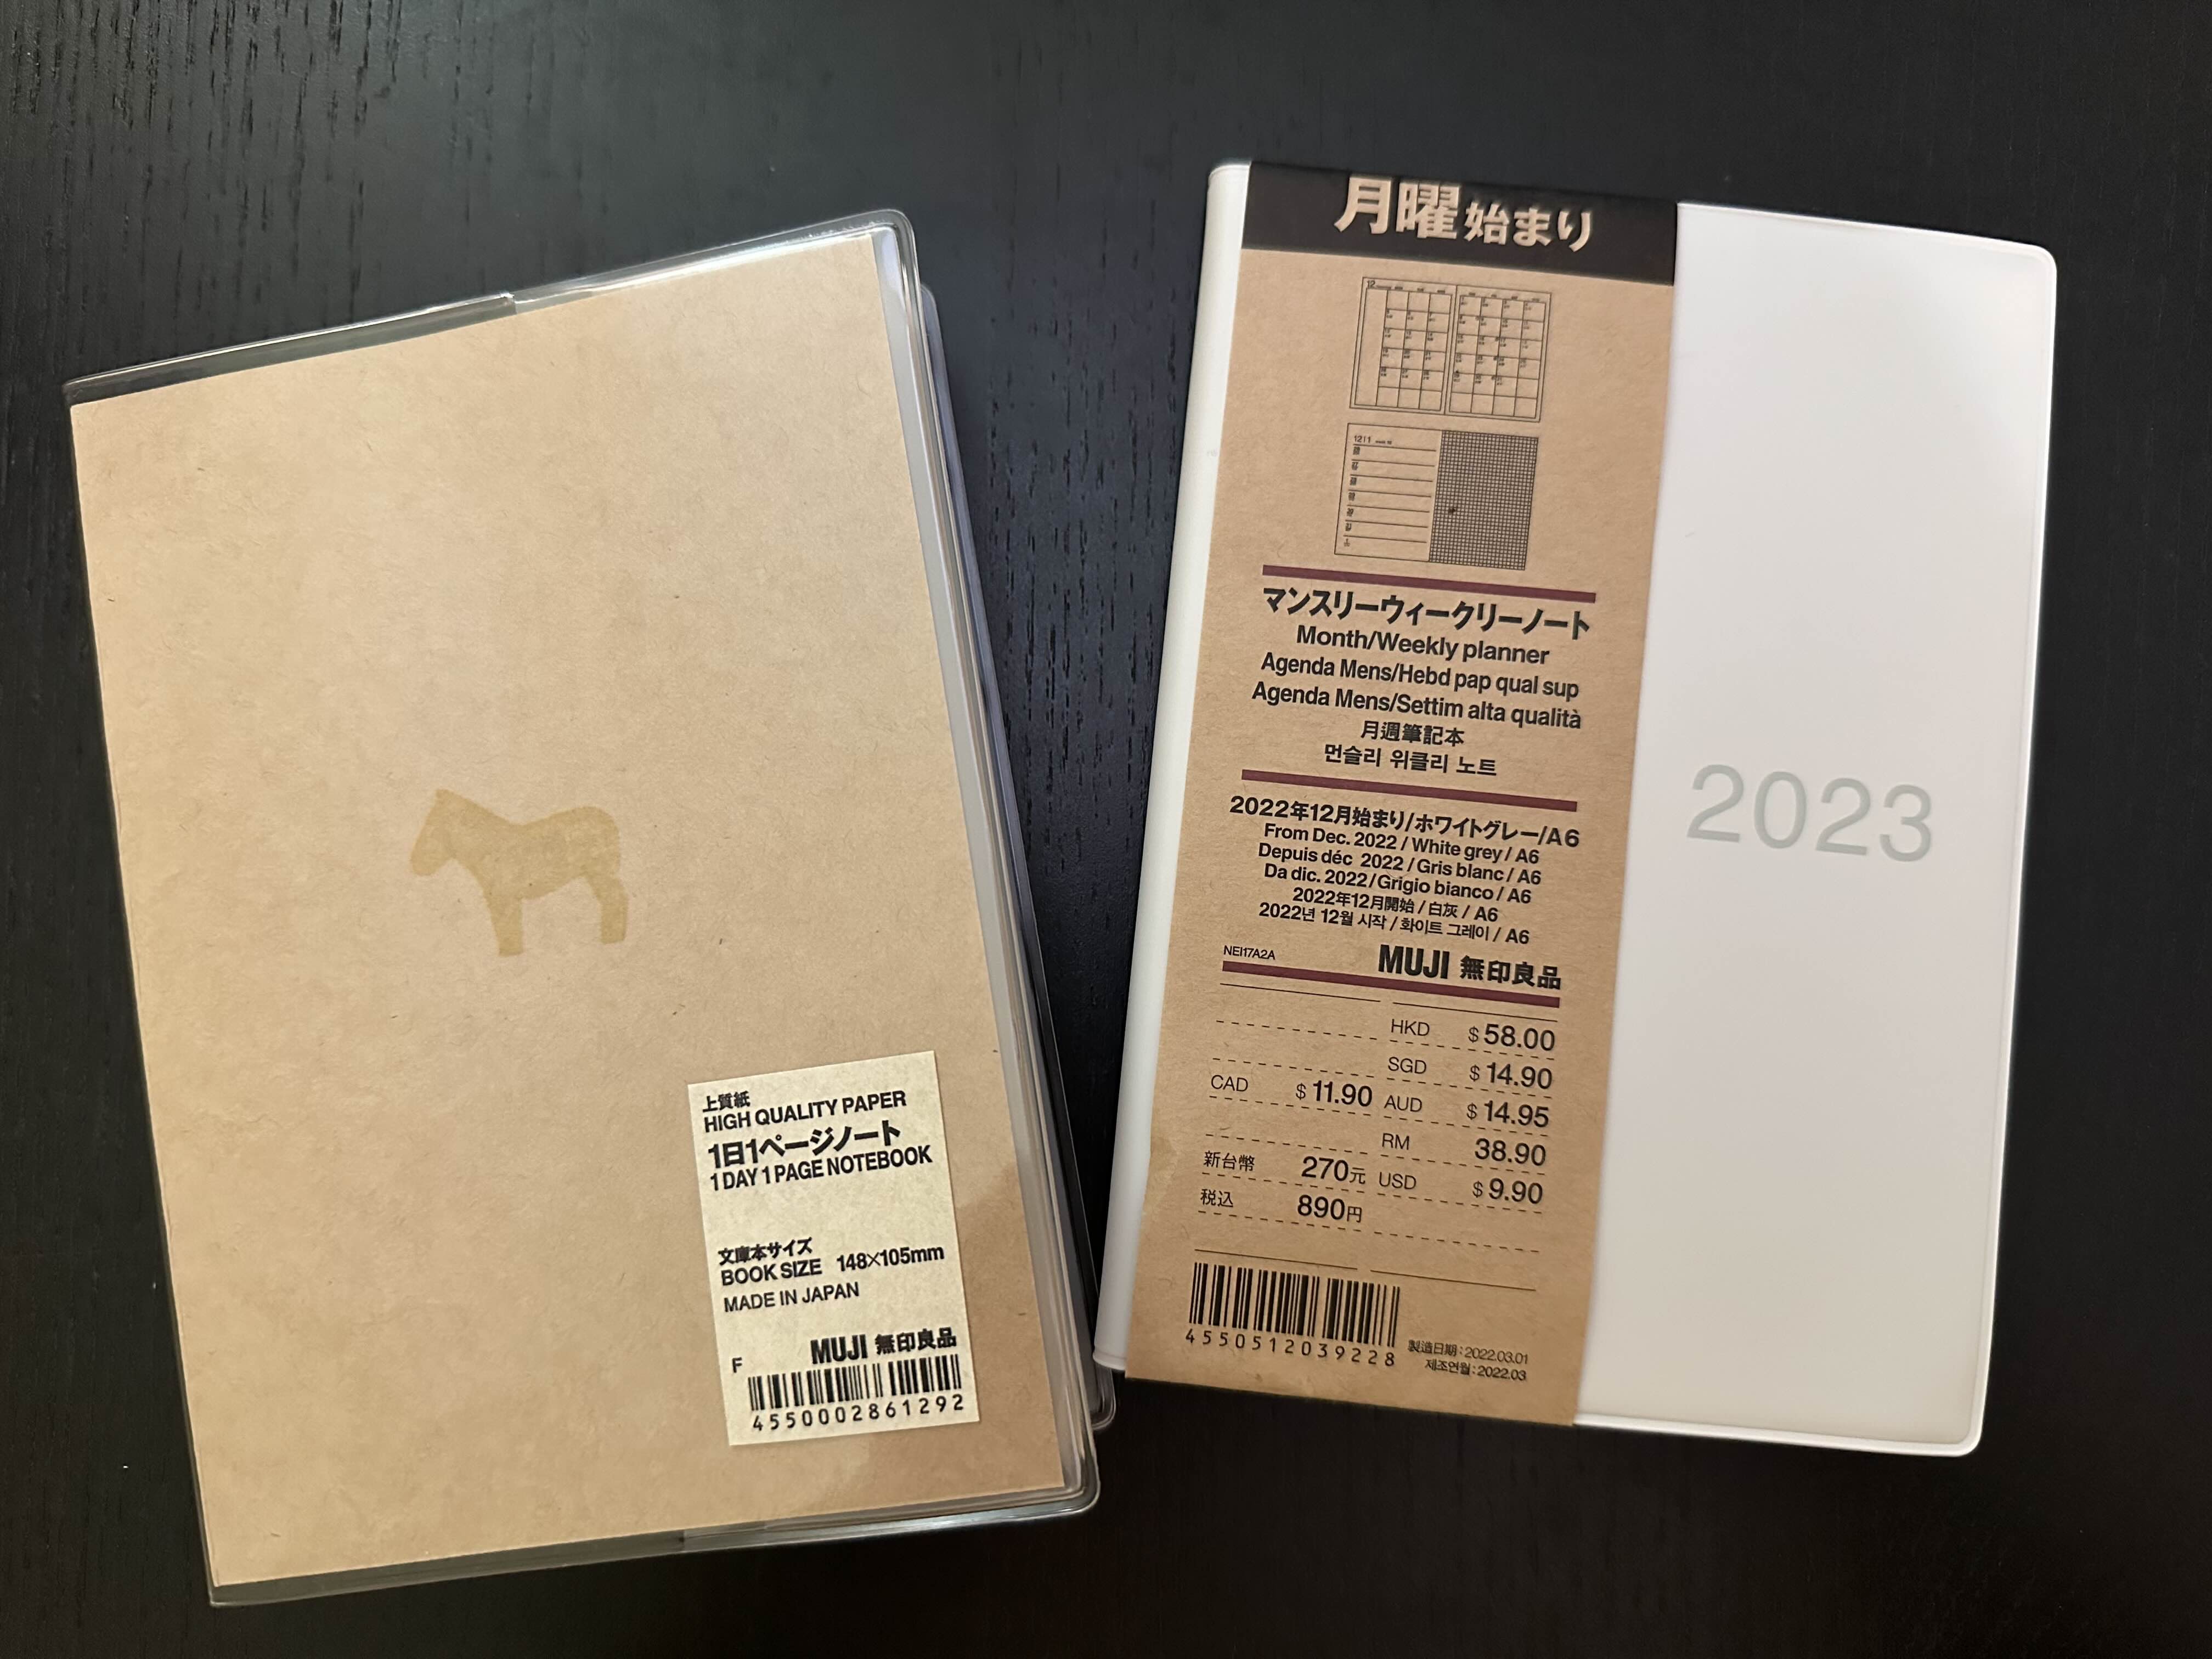 上質紙
HIGH QUALITY PAPER
1日1ページノート
1 DAY 1 PAGE NOTEBOOK
文庫本サイズ
BOOK SIZE 148×105mm
MADE IN JAPAN
MUJI 無印良品
F
4550002861292
月曜始まり
12
12|1
マンスリーウィークリーノート
Month/Weekly planner
Agenda Mens/Hebd pap qual sup
Agenda Mens/Settim alta qualità
月週筆記本
먼슬리 위클리 노트
2022年12月始まり/ホワイトグレー/A6
From Dec. 2022 / White grey / A6
Depuis déc 2022 / Gris blanc / A6
Da dic. 2022 / Grigio bianco / A6
2022年12月開始 / 白灰 / A6
2022년 12월 시작 / 화이트 그레이 / A6
NEI17A2A MUJI 無印良品
HKD $58.00
SGD $14.90
CAD $11.90 AUD $14.95
RM 38.90
新台幣 270元 USD $9.90
税込 890円
4550512039228
製造日期：2022.03.01
제조연월：2022.03
2023